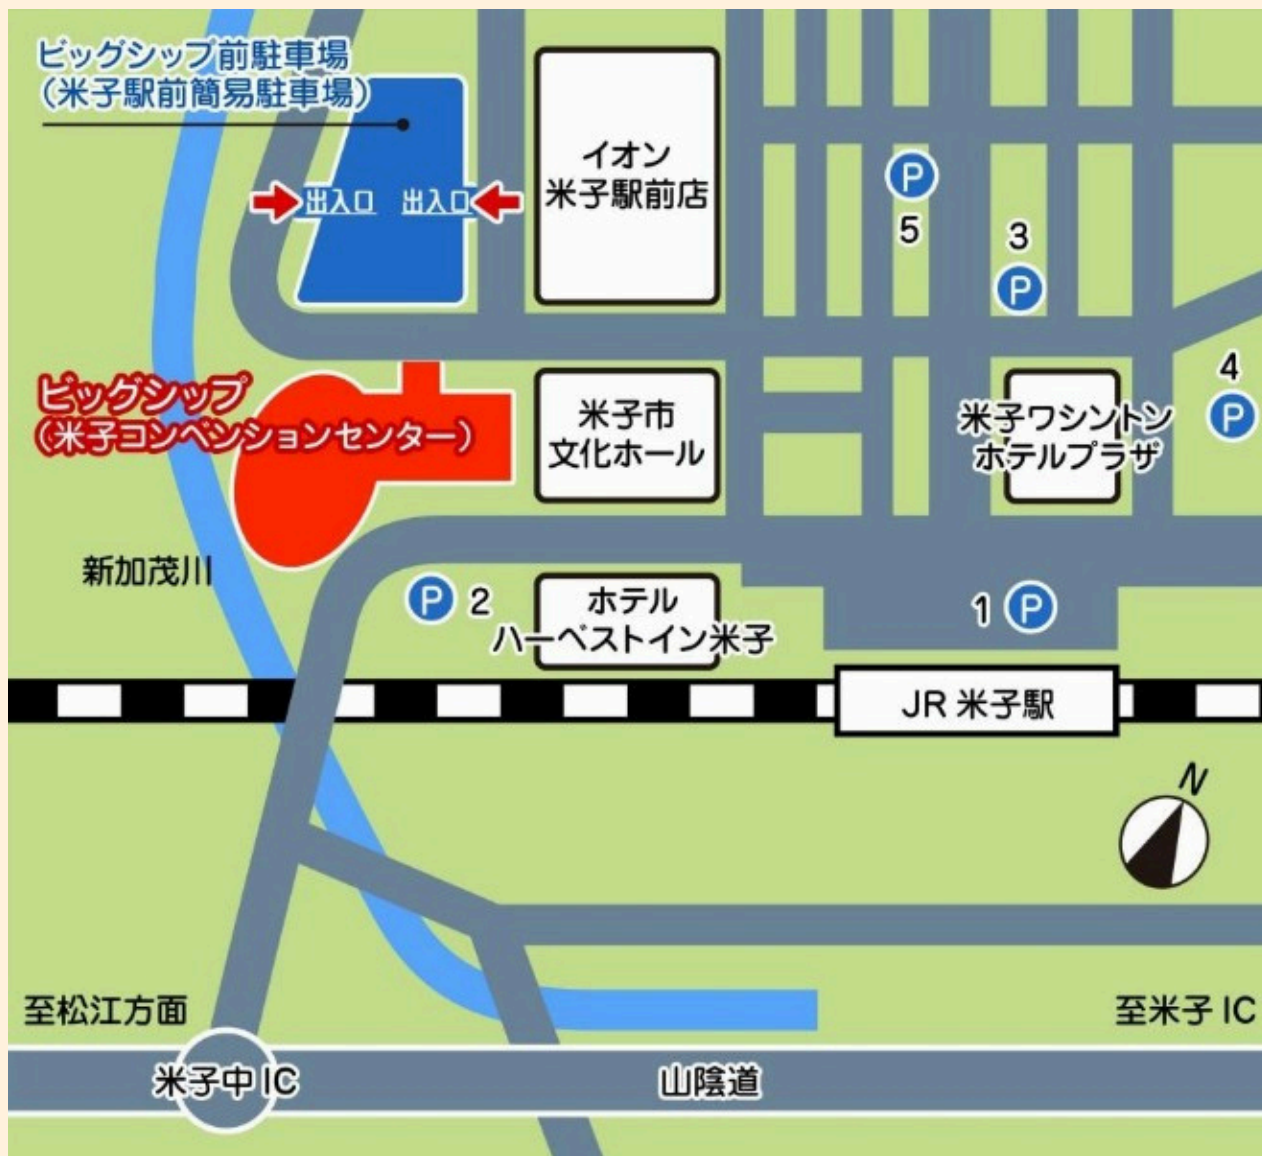 ビッグシップ前駐車場
（米子駅前簡易駐車場）
出入口 出入口
イオン
米子駅前店
P
5
3
P
4
P
ビッグシップ
（米子コンベンションセンター）
米子市
文化ホール
米子ワシントン
ホテルプラザ
新加茂川
P 2
ホテル
ハーベストイン米子
1 P
JR 米子駅
N
至松江方面
至米子 IC
米子中 IC
山陰道